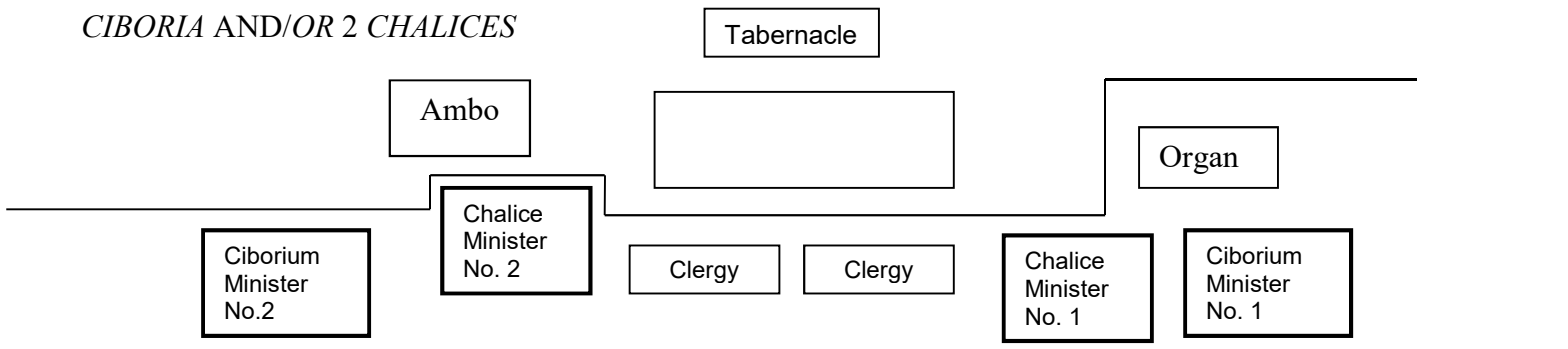 CIBORIA AND/OR 2 CHALICES
Tabernacle
Ambo
Organ
Chalice
Minister
No. 2
Ciborium
Minister
No.2
Clergy
Clergy
Chalice
Minister
No. 1
Ciborium
Minister
No. 1